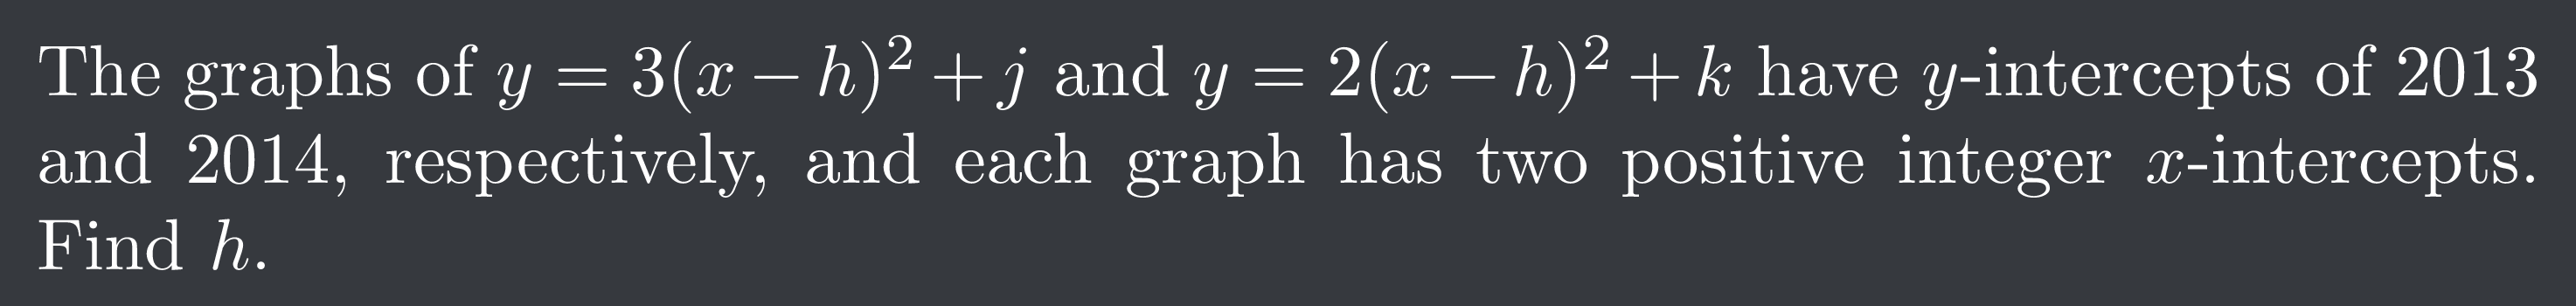 The graphs of y = 3(x − h)² + j and y = 2(x − h)² + k have y-intercepts of 2013
and 2014, respectively, and each graph has two positive integer x-intercepts.
Find h.